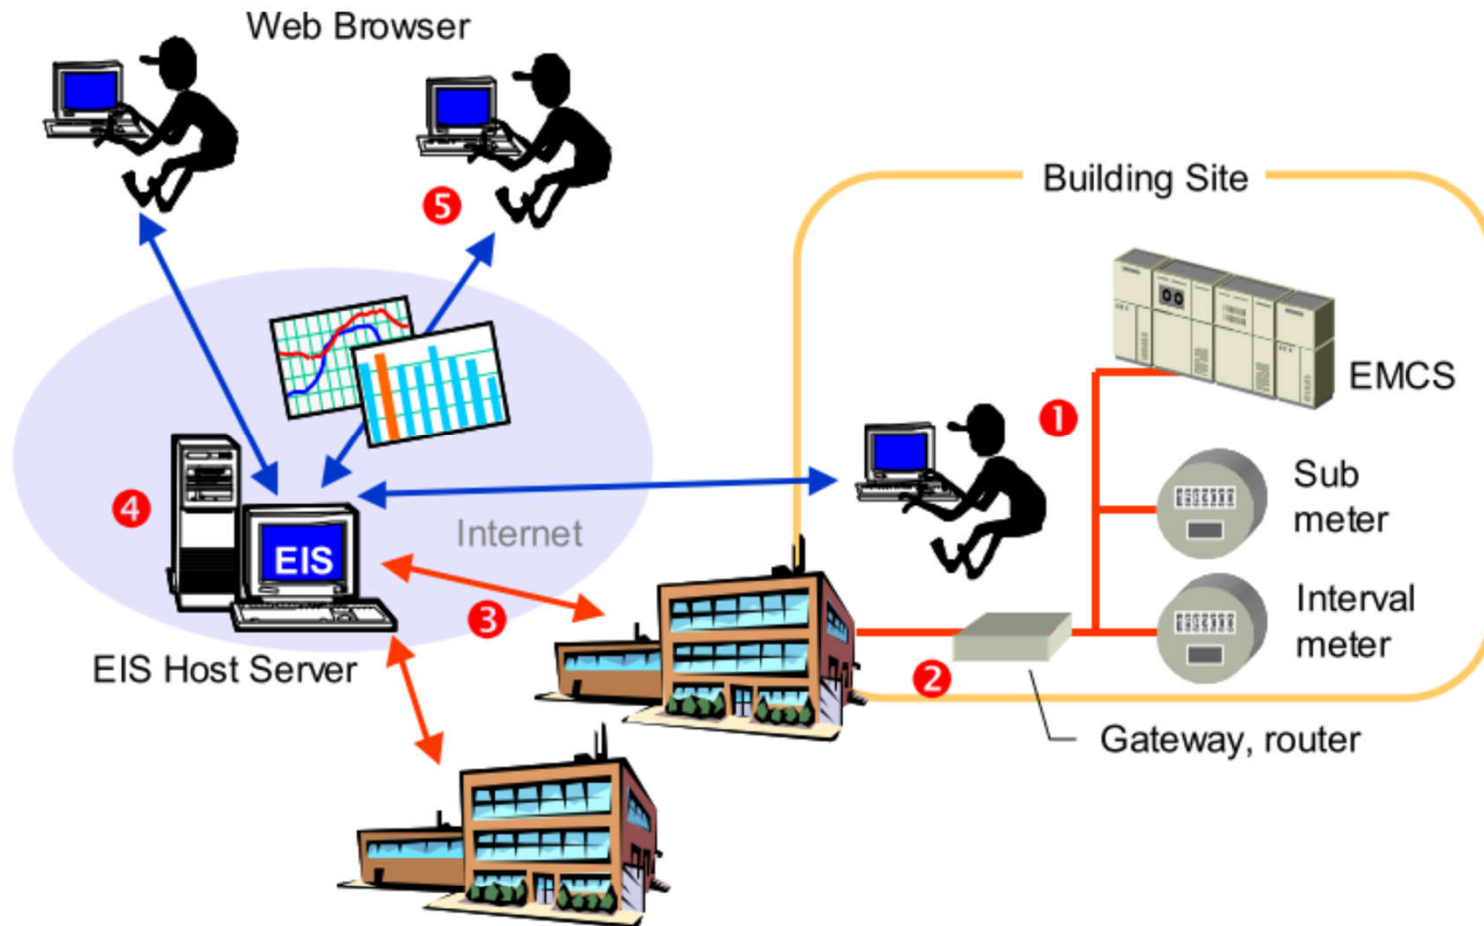 Web Browser
5
Building Site
EMCS
1
Sub
meter
4
EIS
Internet
3
Interval
meter
EIS Host Server
2
Gateway, router